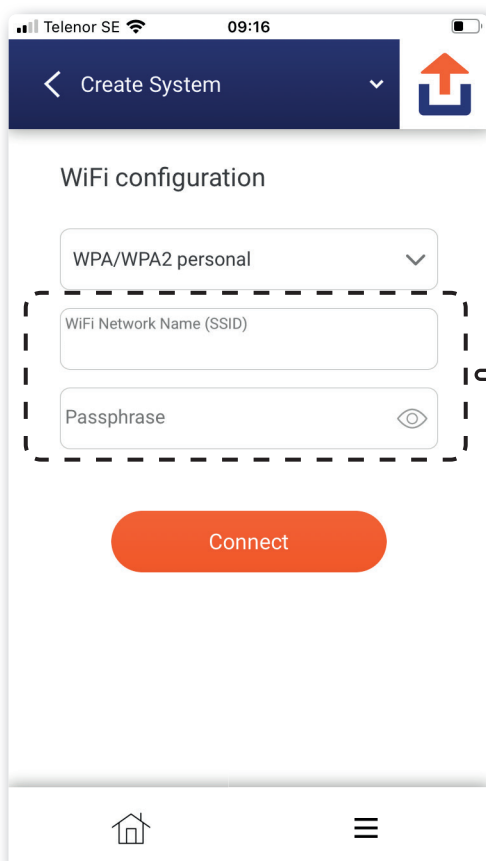 Telenor SE 09:16
Create System
WiFi configuration
WPA/WPA2 personal
WiFi Network Name (SSID)
Passphrase
Connect